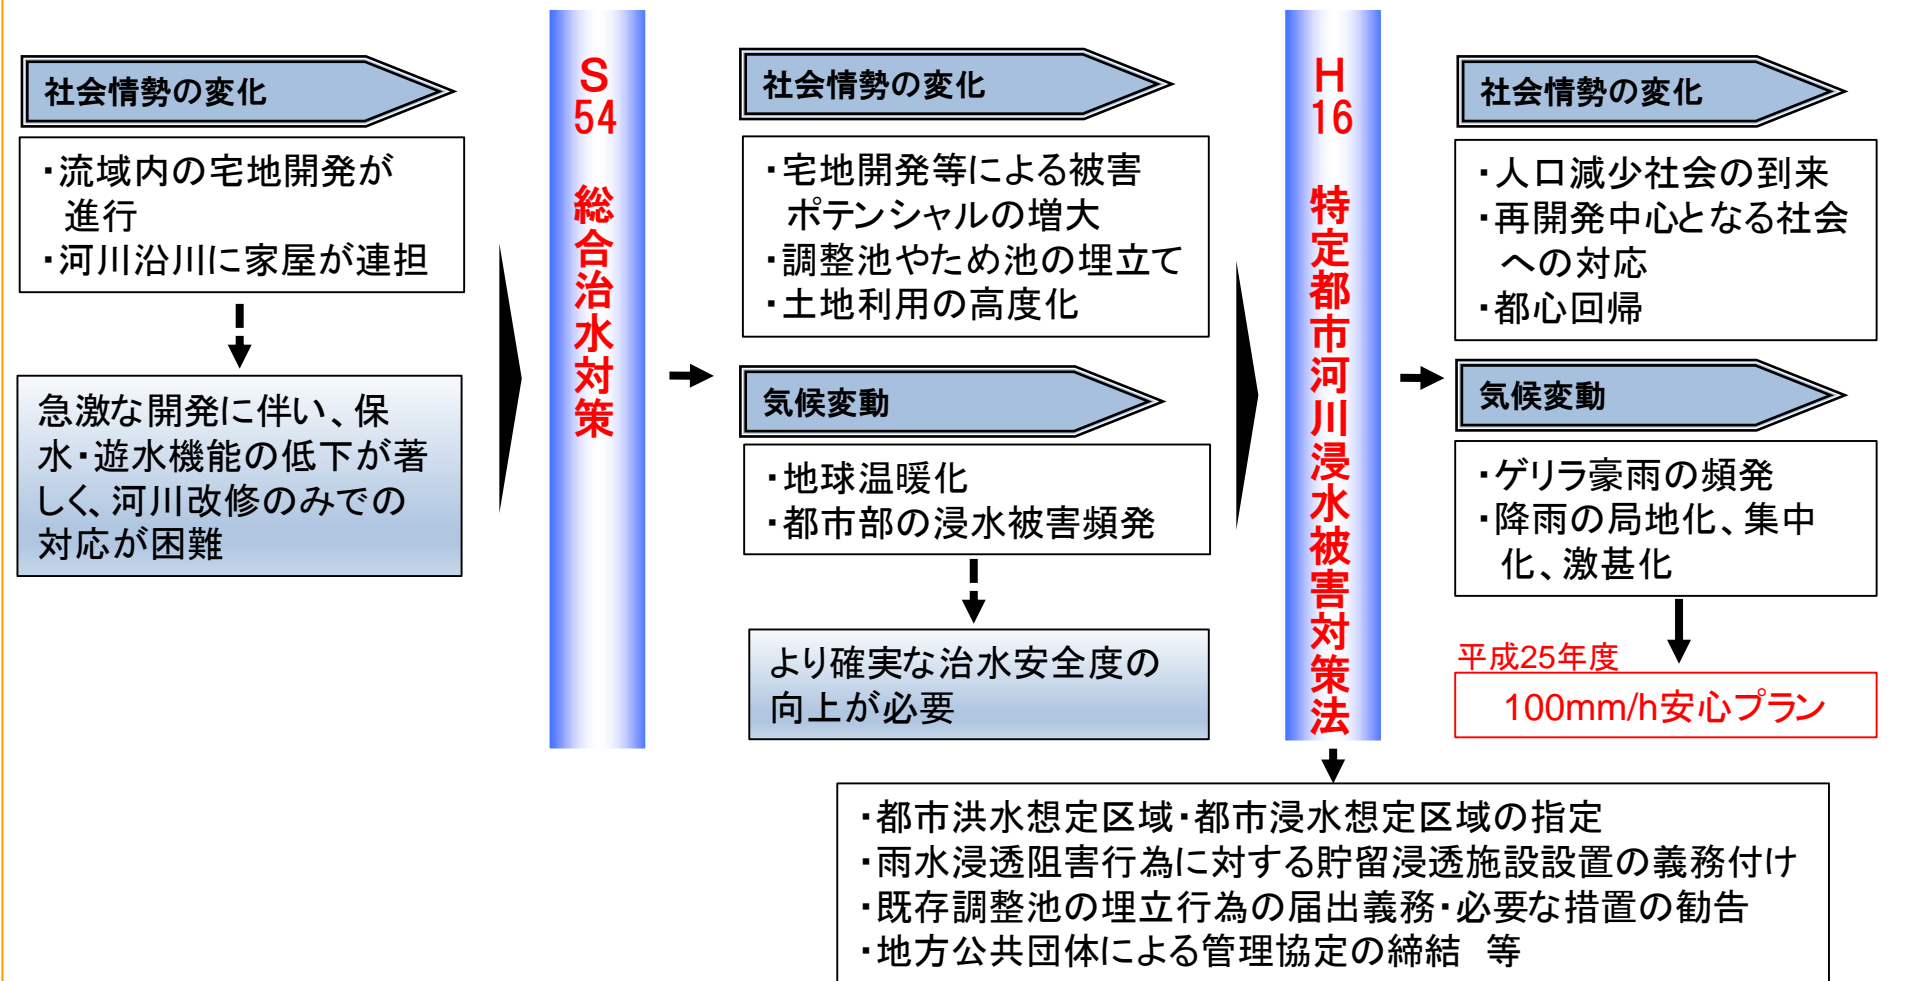 社会情勢の変化
・流域内の宅地開発が
進行
・河川沿川に家屋が連担
急激な開発に伴い、保
水・遊水機能の低下が著
しく、河川改修のみでの
対応が困難
S54 総合治水対策
社会情勢の変化
・宅地開発等による被害
ポテンシャルの増大
・調整池やため池の埋立て
・土地利用の高度化
気候変動
・地球温暖化
・都市部の浸水被害頻発
より確実な治水安全度の
向上が必要
H16 特定都市河川浸水被害対策法
・都市洪水想定区域・都市浸水想定区域の指定
・雨水浸透阻害行為に対する貯留浸透施設設置の義務付け
・既存調整池の埋立行為の届出義務・必要な措置の勧告
・地方公共団体による管理協定の締結 等
社会情勢の変化
・人口減少社会の到来
・再開発中心となる社会
への対応
・都心回帰
気候変動
・ゲリラ豪雨の頻発
・降雨の局地化、集中
化、激甚化
平成25年度
100mm/h安心プラン